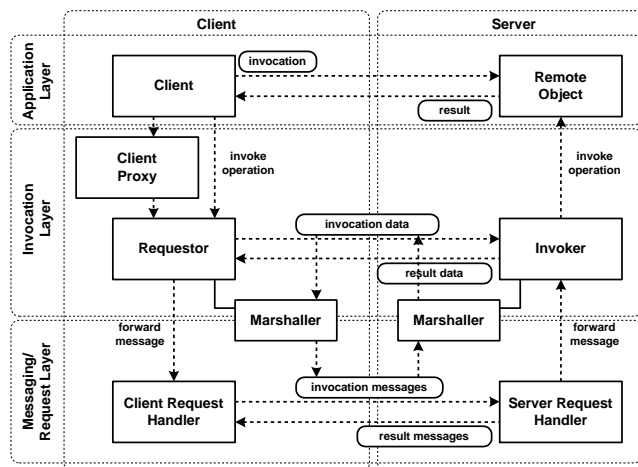 Client
Server
Application
Layer
Client
invocation
result
Remote
Object
Invocation
Layer
Client
Proxy
invoke
operation
invoke
operation
invocation data
Requestor
Invoker
result data
Marshaller
Marshaller
Messaging/
Request Layer
forward
message
forward
message
invocation messages
Client Request
Handler
Server Request
Handler
result messages